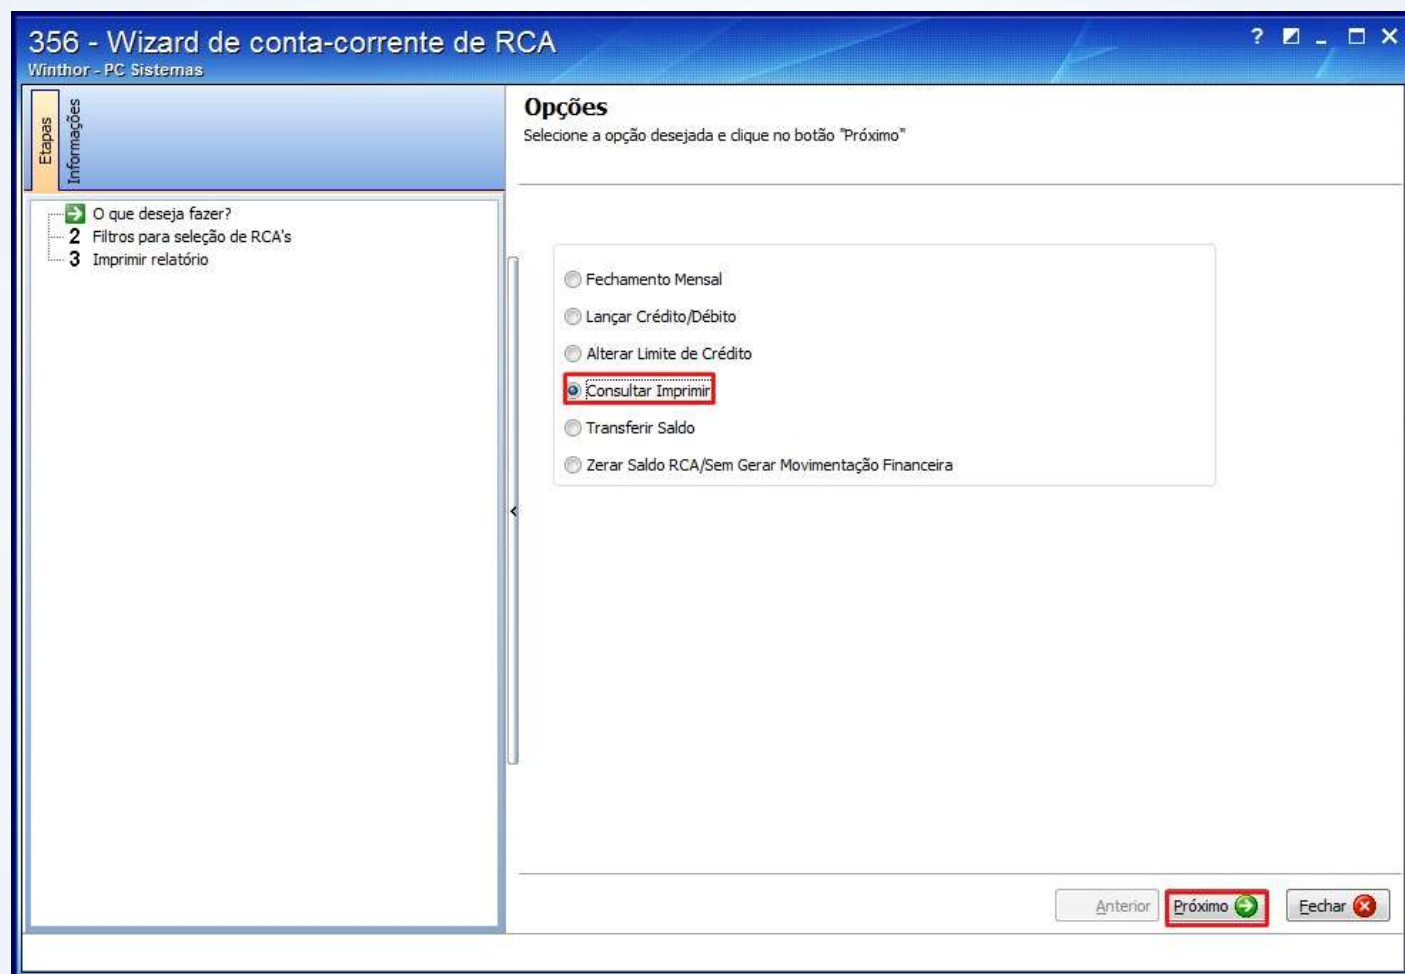 356 - Wizard de conta-corrente de RCA
Winthor - PC Sistemas
?
Etapas
Informações
O que deseja fazer?
2 Filtros para seleção de RCA's
3 Imprimir relatório
Opções
Selecione a opção desejada e clique no botão "Próximo"
Fechamento Mensal
Lançar Crédito/Débito
Alterar Limite de Crédito
Consultar Imprimir
Transferir Saldo
Zerar Saldo RCA/Sem Gerar Movimentação Financeira
Anterior
Próximo
Fechar